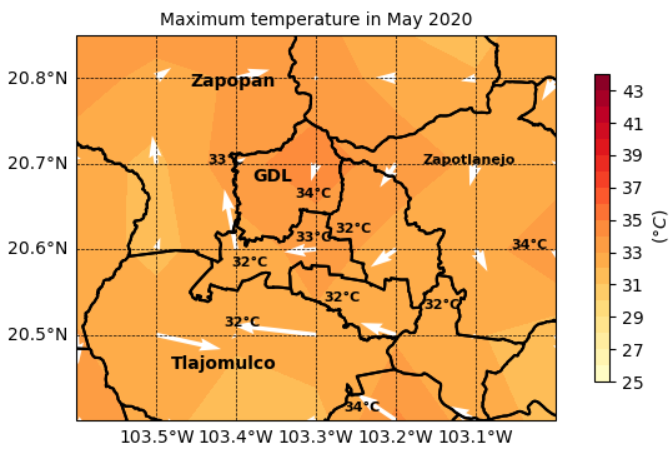 Maximum temperature in May 2020
20.8°N
Zapopan
43
41
20.7°N
33°C
Zapotlanejo
39
GDL
34°C
37
35
32°C
33°C
34°C
20.6°N
33
32°C
(°C)
31
32°C
32°C
29
32°C
20.5°N
27
Tlajomulco
25
34°C
103.5°W 103.4°W 103.3°W 103.2°W 103.1°W